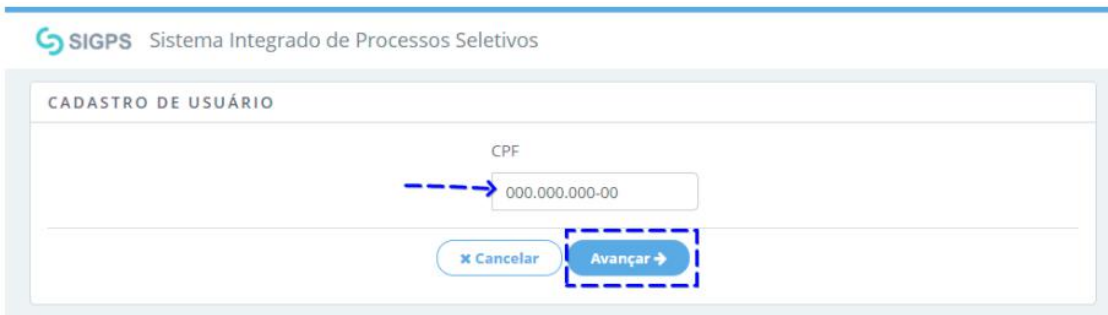 SIGPS Sistema Integrado de Processos Seletivos
CADASTRO DE USUÁRIO
CPF
000.000.000-00
Cancelar Avançar